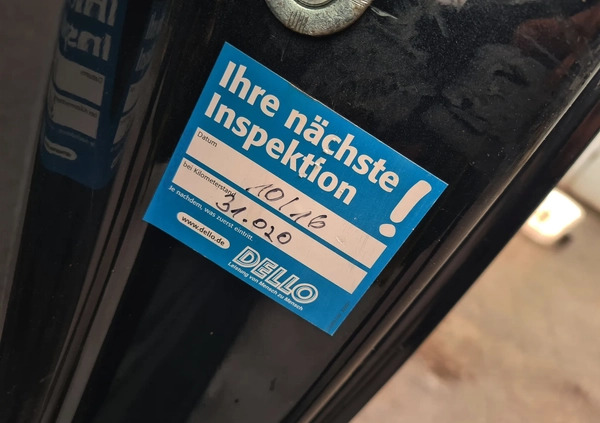 Ihre nächste
Inspektion!
Datum
10/16
bei Kilometerstand
31.020
Je nachdem, was zuerst eintritt.
www.dello.de
DELLO
Leistung von Mensch zu Mensch